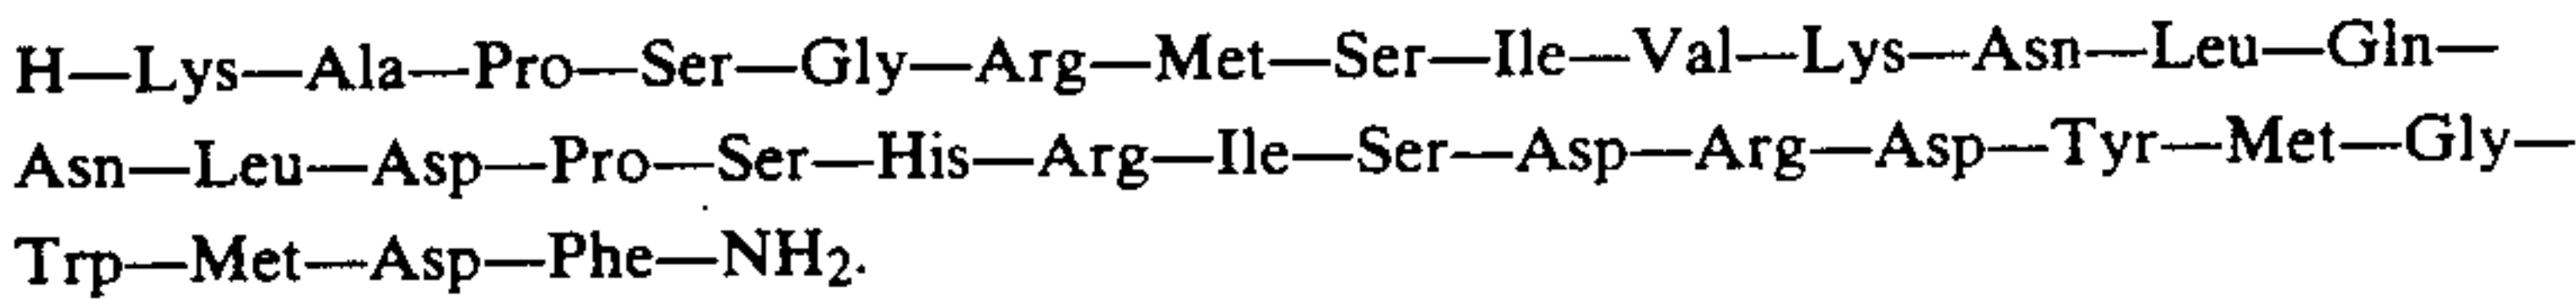 H—Lys—Ala—Pro—Ser—Gly—Arg—Met—Ser—Ile—Val—Lys—Asn—Leu—Gln—
Asn—Leu—Asp—Pro—Ser—His—Arg—Ile—Ser—Asp—Arg—Asp—Tyr—Met—Gly—
Trp—Met—Asp—Phe—NH2.